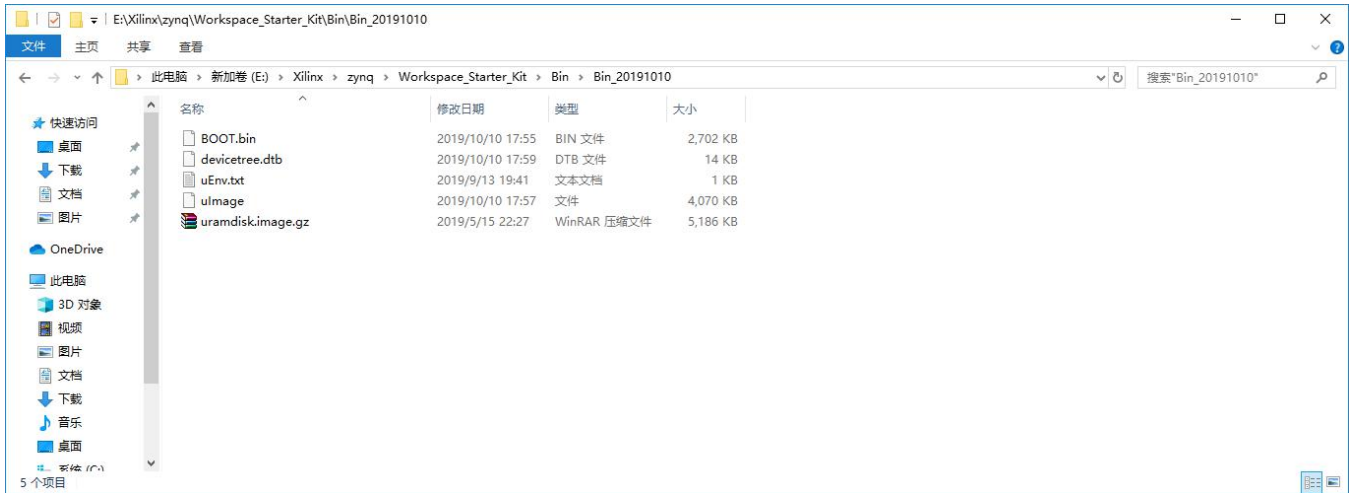 E:\Xilinx\zynq\Workspace_Starter_Kit\Bin\Bin_20191010
文件 主页 共享 查看
此电脑 > 新加卷 (E:) > Xilinx > zynq > Workspace_Starter_Kit > Bin > Bin_20191010 搜索"Bin_20191010"
名称 修改日期 类型 大小
快速访问
桌面
下载
文档
图片
OneDrive
此电脑
3D 对象
视频
图片
文档
下载
音乐
桌面
系统 (C:)
BOOT.bin 2019/10/10 17:55 BIN 文件 2,702 KB
devicetree.dtb 2019/10/10 17:59 DTB 文件 14 KB
uEnv.txt 2019/9/13 19:41 文本文档 1 KB
uImage 2019/10/10 17:57 文件 4,070 KB
uramdisk.image.gz 2019/5/15 22:27 WinRAR 压缩文件 5,186 KB
5 个项目